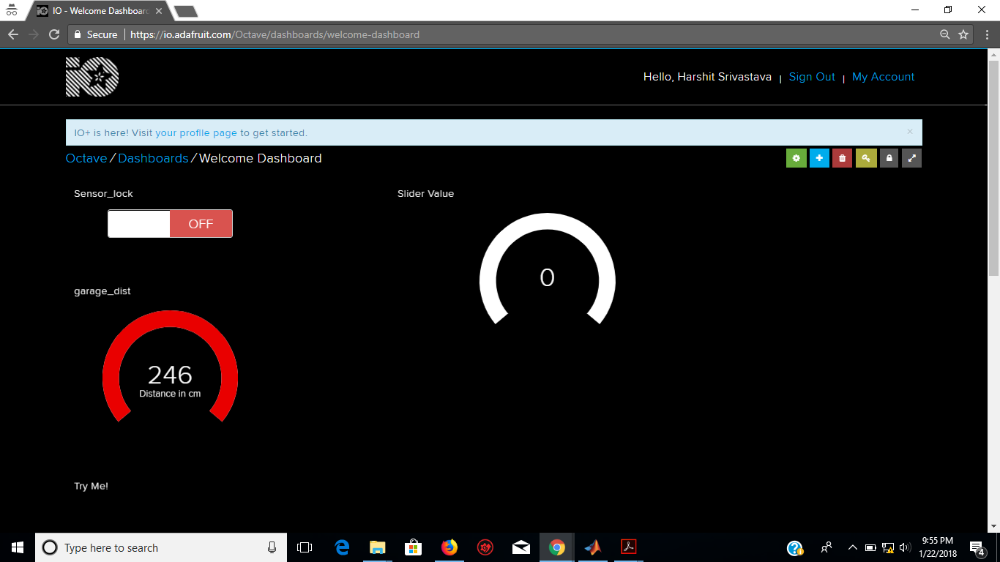 IO - Welcome Dashboard
Secure | https://io.adafruit.com/Octave/dashboards/welcome-dashboard
iO
Hello, Harshit Srivastava | Sign Out | My Account
IO+ is here! Visit your profile page to get started. ×
Octave / Dashboards / Welcome Dashboard
Sensor_lock
OFF
Slider Value
0
garage_dist
246
Distance in cm
Try Me!
Type here to search
9:55 PM
1/22/2018
4